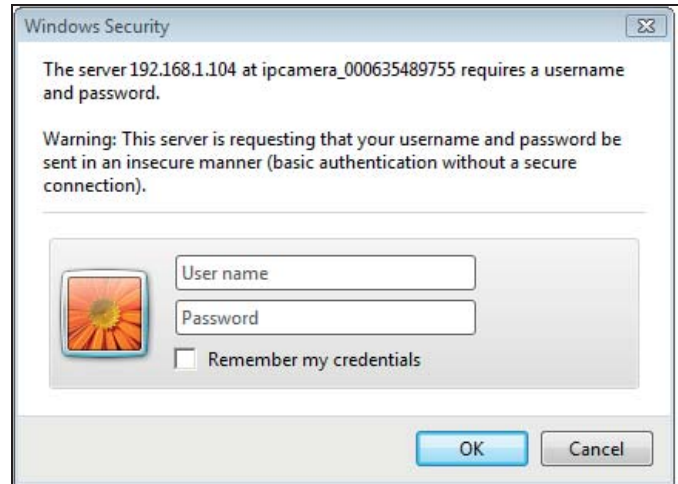 Windows Security
The server 192.168.1.104 at ipcamera_000635489755 requires a username
and password.
Warning: This server is requesting that your username and password be
sent in an insecure manner (basic authentication without a secure
connection).
User name
Password
Remember my credentials
OK Cancel